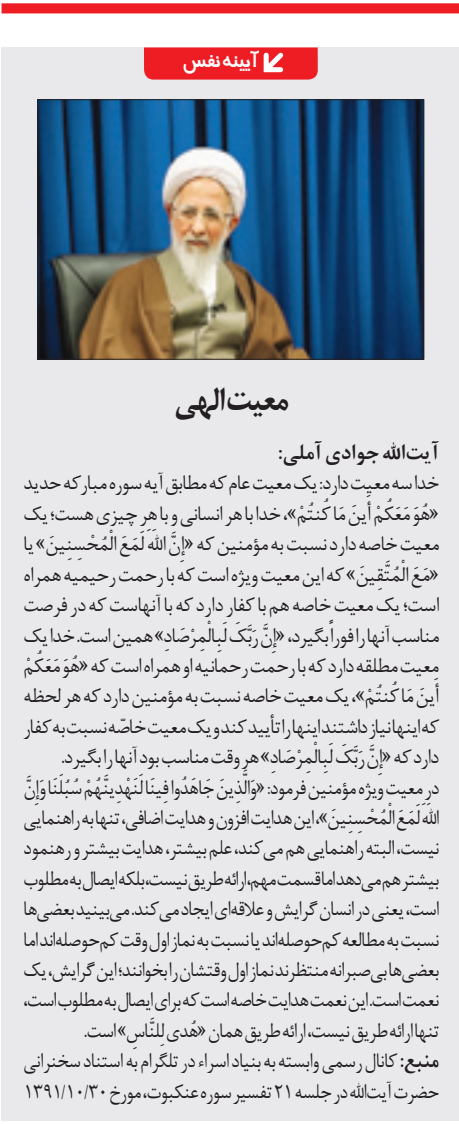 آیینه نفس
معیت الهی
آیت‌الله جوادی آملی:
خدا سه معیت دارد: یک معیت عام که مطابق آیه سوره مبارکه حدید
«هُوَ مَعَكُمْ أَينَ مَا كُنتُمْ»، خدا با هر انسانی و با هر چیزی هست؛ یک
معیت خاصه دارد نسبت به مؤمنین که «إِنَّ اللهَ لَمَعَ الْمُحْسِنِينَ» یا
«مَعَ الْمُتَّقِينَ» که این معیت ویژه است که با رحمت رحیمیه همراه
است؛ یک معیت خاصه هم با کفار دارد که با آنهاست که در فرصت
مناسب آنها را فوراً بگیرد، «إِنَّ رَبَّکَ لَبِالْمِرْصَادِ» همین است. خدا یک
معیت مطلقه دارد که با رحمت رحمانیه او همراه است که «هُوَ مَعَكُمْ
أَينَ مَا كُنتُمْ»، یک معیت خاصه نسبت به مؤمنین دارد که هر لحظه
که اینها نیاز داشتند اینها را تأیید کند و یک معیت خاصّه نسبت به کفار
دارد که «إِنَّ رَبَّکَ لَبِالْمِرْصَادِ» هر وقت مناسب بود آنها را بگیرد.
در معیت ویژه مؤمنین فرمود: «وَالَّذِينَ جَاهَدُوا فِينَا لَنَهْدِيَنَّهُمْ سُبُلَنَا وَإِنَّ
اللهَ لَمَعَ الْمُحْسِنِينَ»، این هدایت افزون و هدایت اضافی، تنها به راهنمایی
نیست، البته راهنمایی هم می‌کند، علم بیشتر، هدایت بیشتر و رهنمود
بیشتر هم می‌دهد اما قسمت مهم، ارائه طریق نیست، بلکه ایصال به مطلوب
است، یعنی در انسان گرایش و علاقه‌ای ایجاد می‌کند. می‌بینید بعضی‌ها
نسبت به مطالعه کم‌حوصله‌اند یا نسبت به نماز اول وقت کم‌حوصله‌اند اما
بعضی‌ها بی‌صبرانه منتظرند نماز اول وقتشان را بخوانند؛ این گرایش، یک
نعمت است. این نعمت هدایت خاصه است که برای ایصال به مطلوب است،
تنها ارائه طریق نیست، ارائه طریق همان «هُدى لِلنَّاسِ» است.
منبع: کانال رسمی وابسته به بنیاد اسراء در تلگرام به استناد سخنرانی
حضرت آیت‌الله در جلسه ۲۱ تفسیر سوره عنکبوت، مورخ ۱۳۹۱/۱۰/۳۰